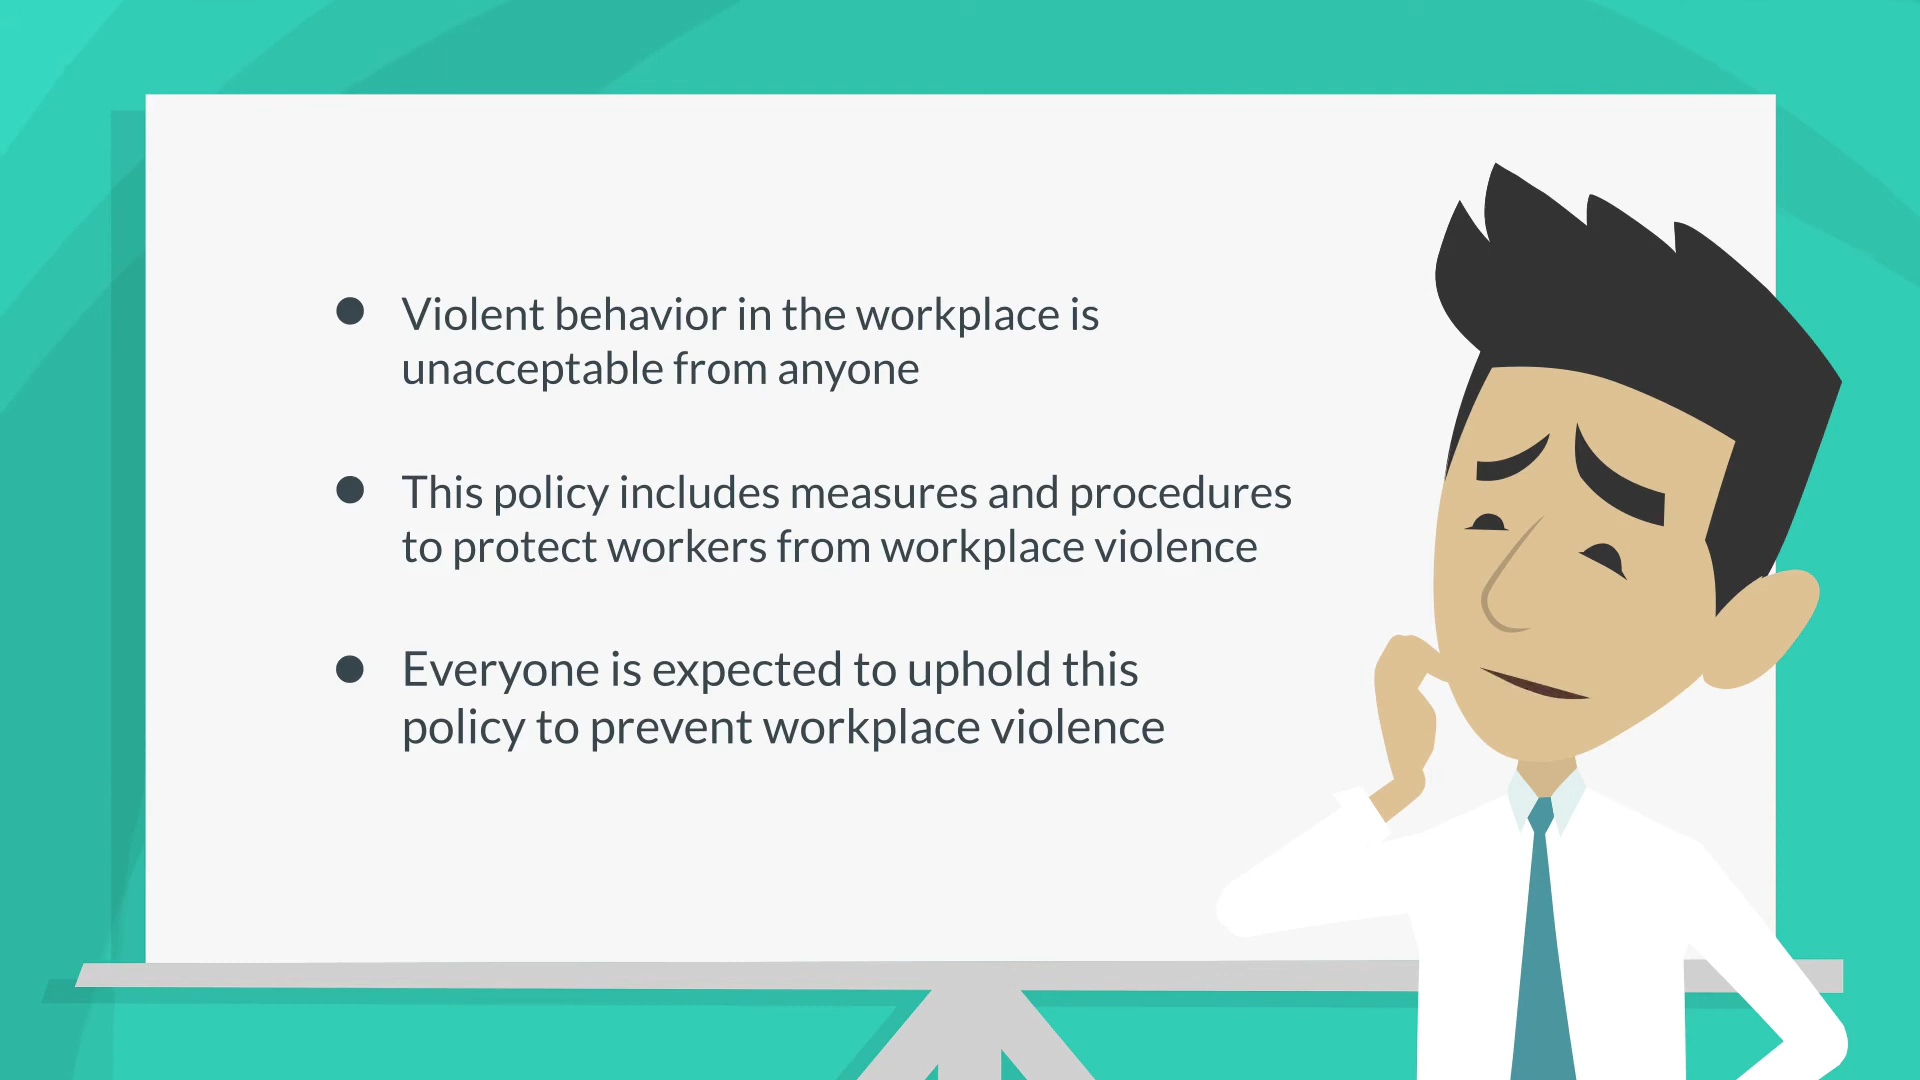 Violent behavior in the workplace is
unacceptable from anyone
This policy includes measures and procedures
to protect workers from workplace violence
Everyone is expected to uphold this
policy to prevent workplace violence